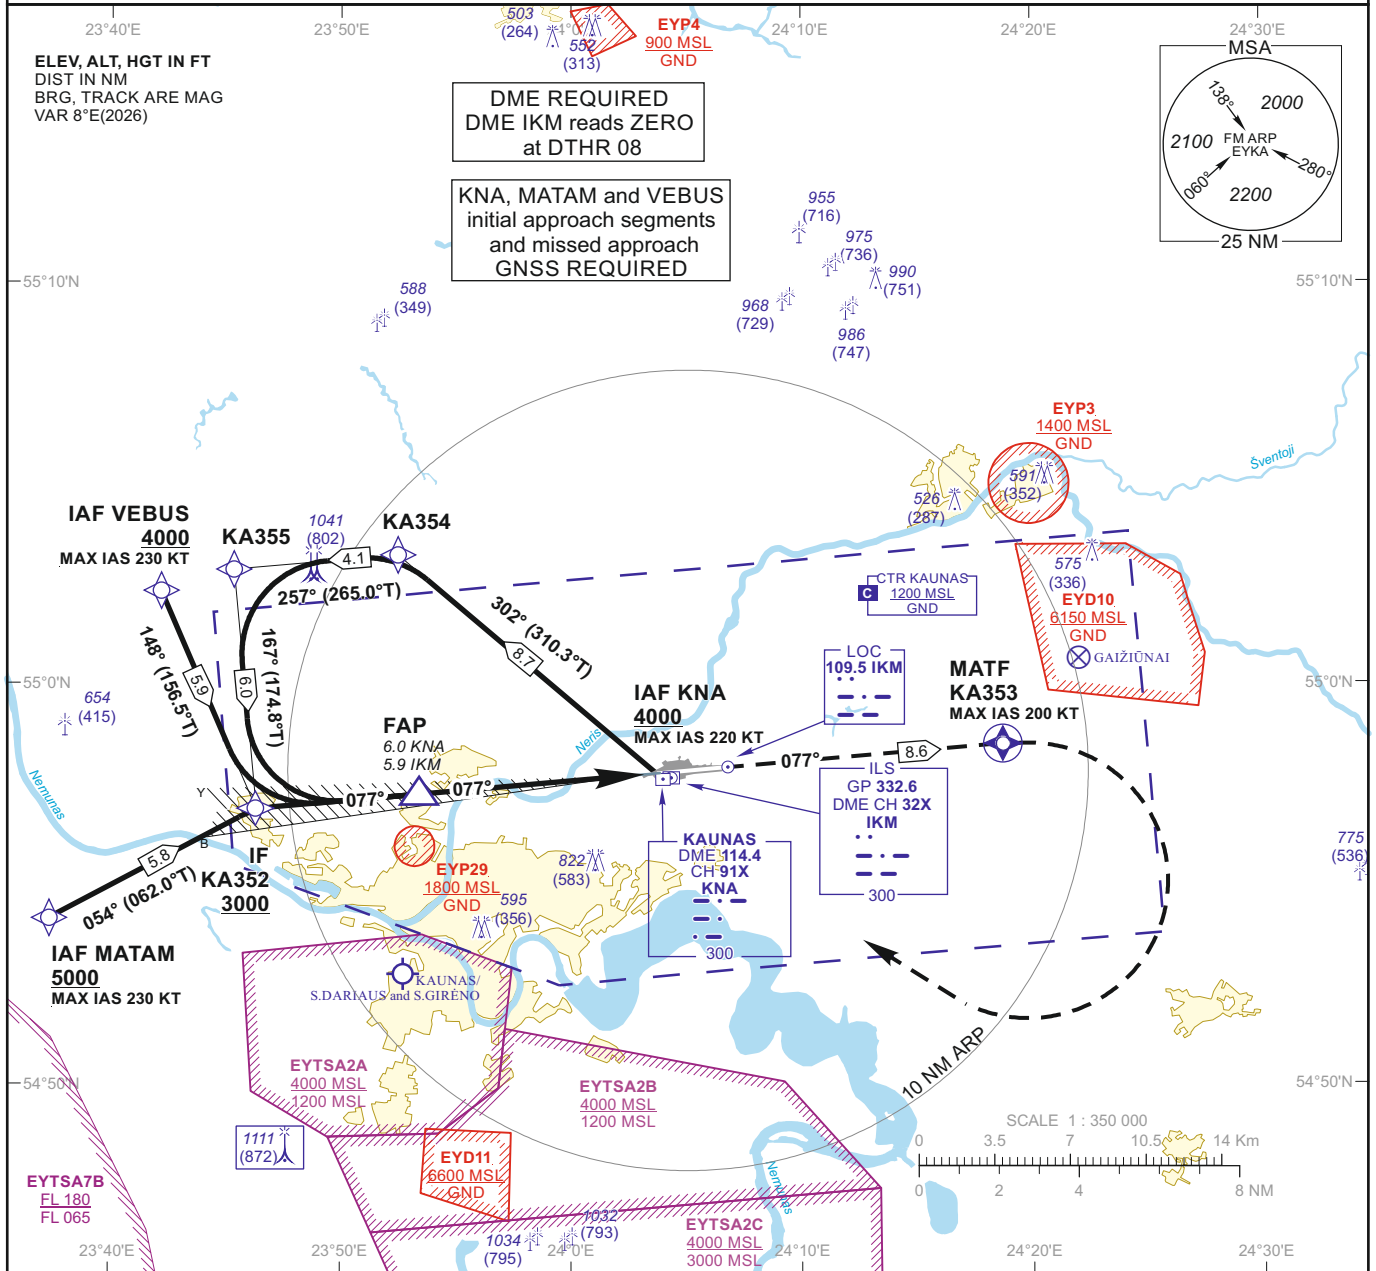 23°40'E
23°50'E
24°0'E
24°10'E
24°20'E
24°30'E
503
(264)
552
(313)
EYP4
900 MSL
GND
ELEV, ALT, HGT IN FT
DIST IN NM
BRG, TRACK ARE MAG
VAR 8°E(2026)
DME REQUIRED
DME IKM reads ZERO
at DTHR 08
KNA, MATAM and VEBUS
initial approach segments
and missed approach
GNSS REQUIRED
MSA
138°
2000
2100
FM ARP
EYKA
280°
060°
2200
25 NM
955
(716)
975
(736)
990
(751)
968
(729)
986
(747)
588
(349)
55°10'N
55°10'N
EYP3
1400 MSL
GND
591
(352)
526
(287)
Šventoji
575
(336)
EYD10
6150 MSL
GND
GAIŽIŪNAI
CTR KAUNAS
C
1200 MSL
GND
IAF VEBUS
4000
MAX IAS 230 KT
KA355
1041
(802)
KA354
4.1
257° (265.0°T)
302° (310.3°T)
8.7
148° (156.5°T)
5.9
167° (174.8°T)
6.0
55°0'N
55°0'N
654
(415)
Nemunas
FAP
6.0 KNA
5.9 IKM
Neris
IAF KNA
4000
MAX IAS 220 KT
LOC
109.5 IKM
MATF
KA353
MAX IAS 200 KT
077°
077°
077°
8.6
Y
B
ILS
GP 332.6
DME CH 32X
IKM
300
KAUNAS
DME 114.4
CH 91X
KNA
300
5.8
054° (062.0°T)
IF
KA352
3000
IAF MATAM
5000
MAX IAS 230 KT
EYP29
1800 MSL
GND
822
(583)
595
(356)
775
(536)
KAUNAS/
S.DARIAUS and S.GIRĖNO
10 NM ARP
54°50'N
54°50'N
EYTSA2A
4000 MSL
1200 MSL
EYTSA2B
4000 MSL
1200 MSL
1111
(872)
EYD11
6600 MSL
GND
EYTSA7B
FL 180
FL 065
1034
(795)
1032
(793)
Nemunas
EYTSA2C
4000 MSL
3000 MSL
SCALE 1 : 350 000
0
3.5
7
10.5
14 Km
0
2
4
8 NM
23°40'E
23°50'E
24°0'E
24°10'E
24°20'E
24°30'E